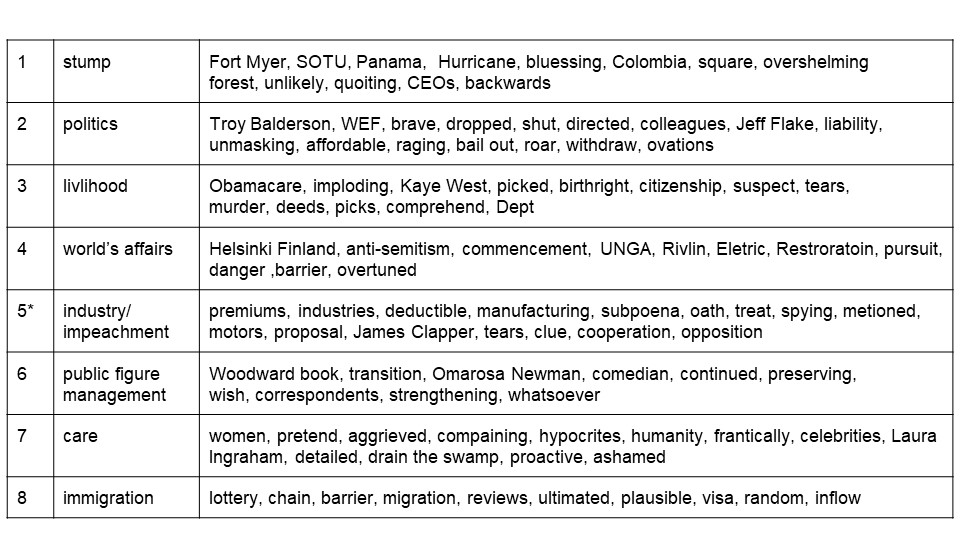 1 stump Fort Myer, SOTU, Panama, Hurricane, bluessing, Colombia, square, overshelming
forest, unlikely, quoiting, CEOs, backwards
2 politics Troy Balderson, WEF, brave, dropped, shut, directed, colleagues, Jeff Flake, liability,
unmasking, affordable, raging, bail out, roar, withdraw, ovations
3 livlihood Obamacare, imploding, Kaye West, picked, birthright, citizenship, suspect, tears,
murder, deeds, picks, comprehend, Dept
4 world's affairs Helsinki Finland, anti-semitism, commencement, UNGA, Rivlin, Eletric, Restroratoin, pursuit,
danger ,barrier, overtuned
5* industry/ premiums, industries, deductible, manufacturing, subpoena, oath, treat, spying, metioned,
impeachment motors, proposal, James Clapper, tears, clue, cooperation, opposition
6 public figure Woodward book, transition, Omarosa Newman, comedian, continued, preserving,
management wish, correspondents, strengthening, whatsoever
7 care women, pretend, aggrieved, compaining, hypocrites, humanity, frantically, celebrities, Laura
Ingraham, detailed, drain the swamp, proactive, ashamed
8 immigration lottery, chain, barrier, migration, reviews, ultimated, plausible, visa, random, inflow